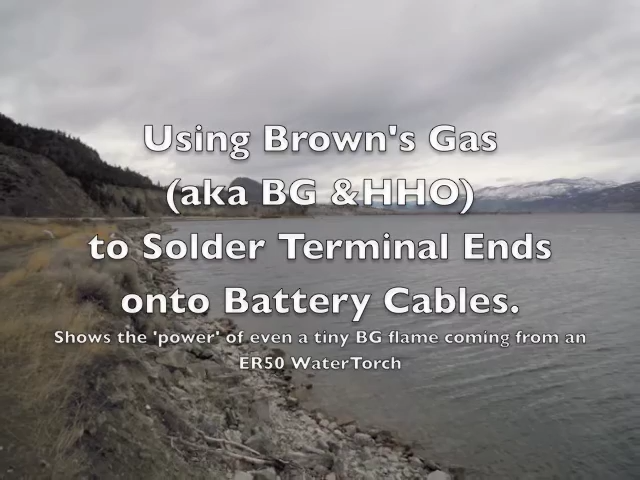 Using Brown's Gas
(aka BG &HHO)
to Solder Terminal Ends
onto Battery Cables.
Shows the 'power' of even a tiny BG flame coming from an
ER50 WaterTorch